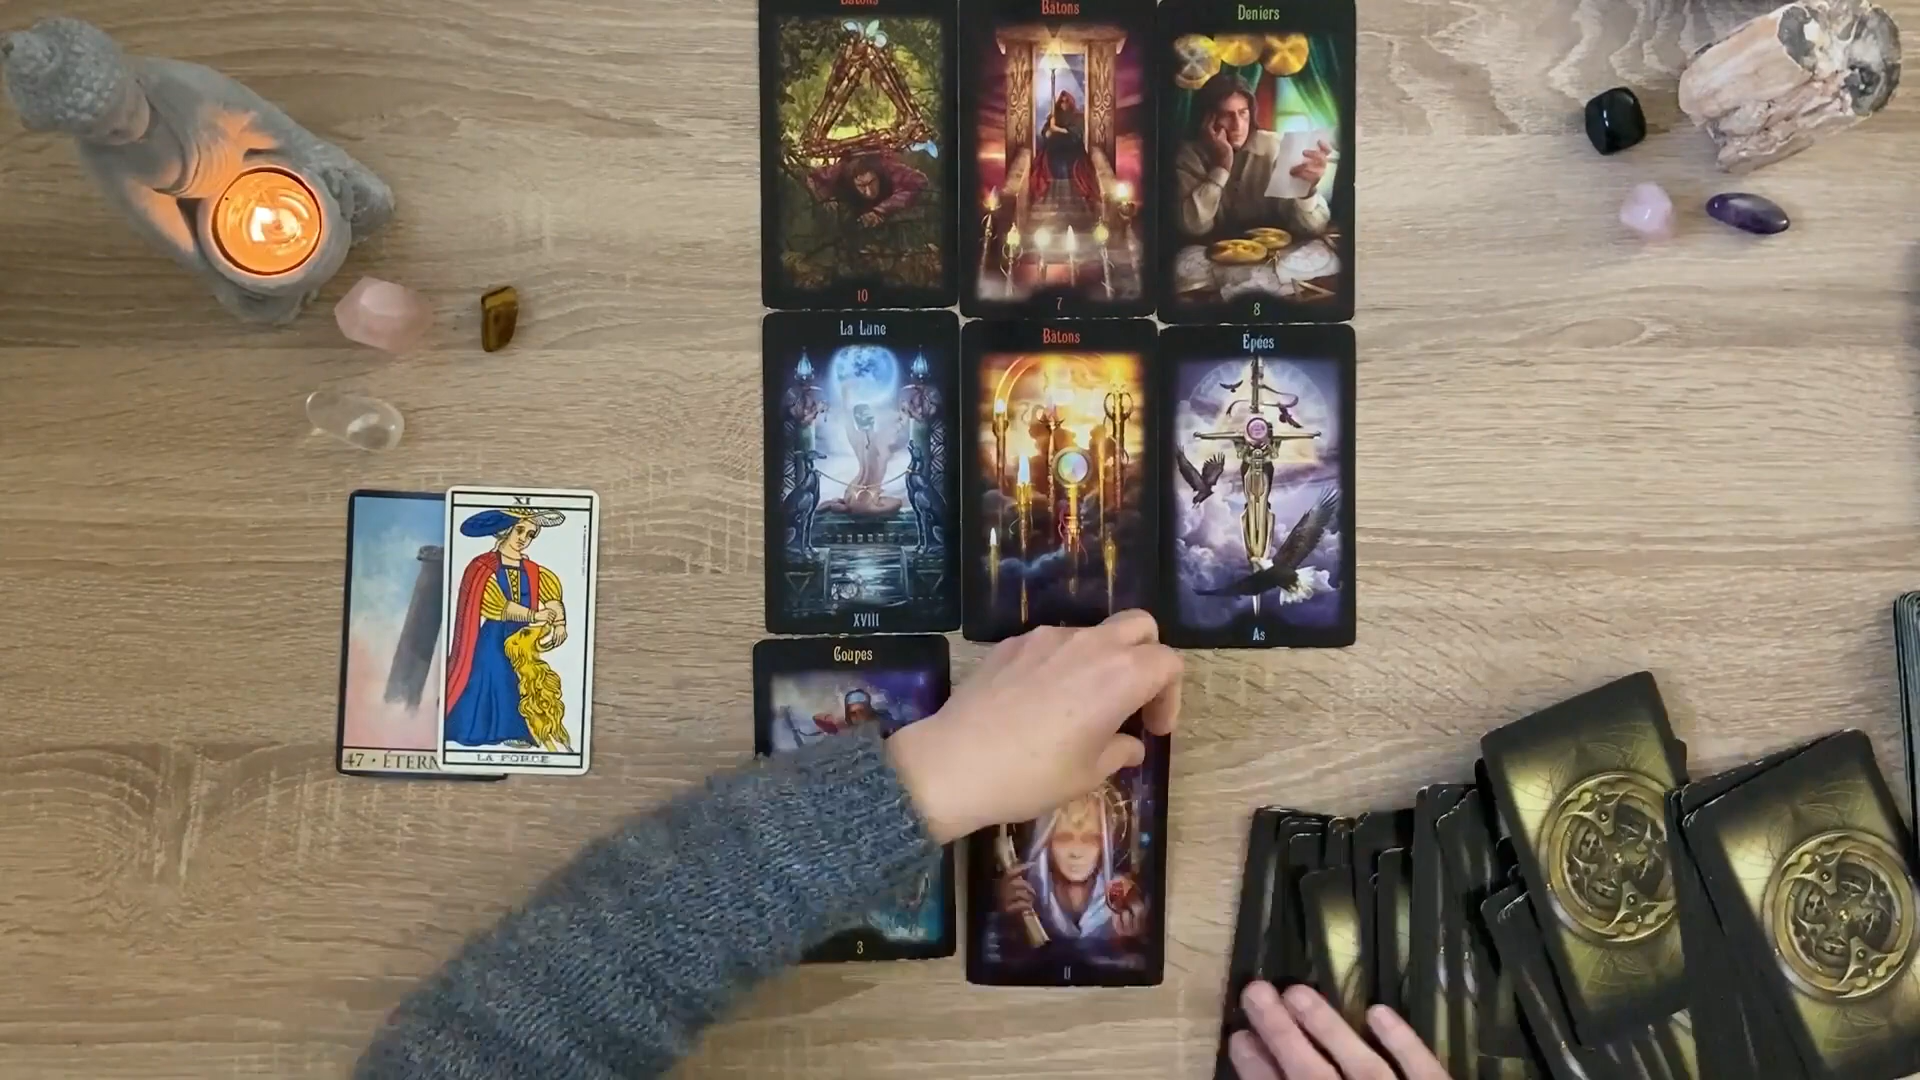 Bâtons
Bâtons
Deniers
10
7
8
La Lune
Bâtons
Épées
XVIII
As
Coupes
3
II
XI
LA FORCE
47 • ÉTERN